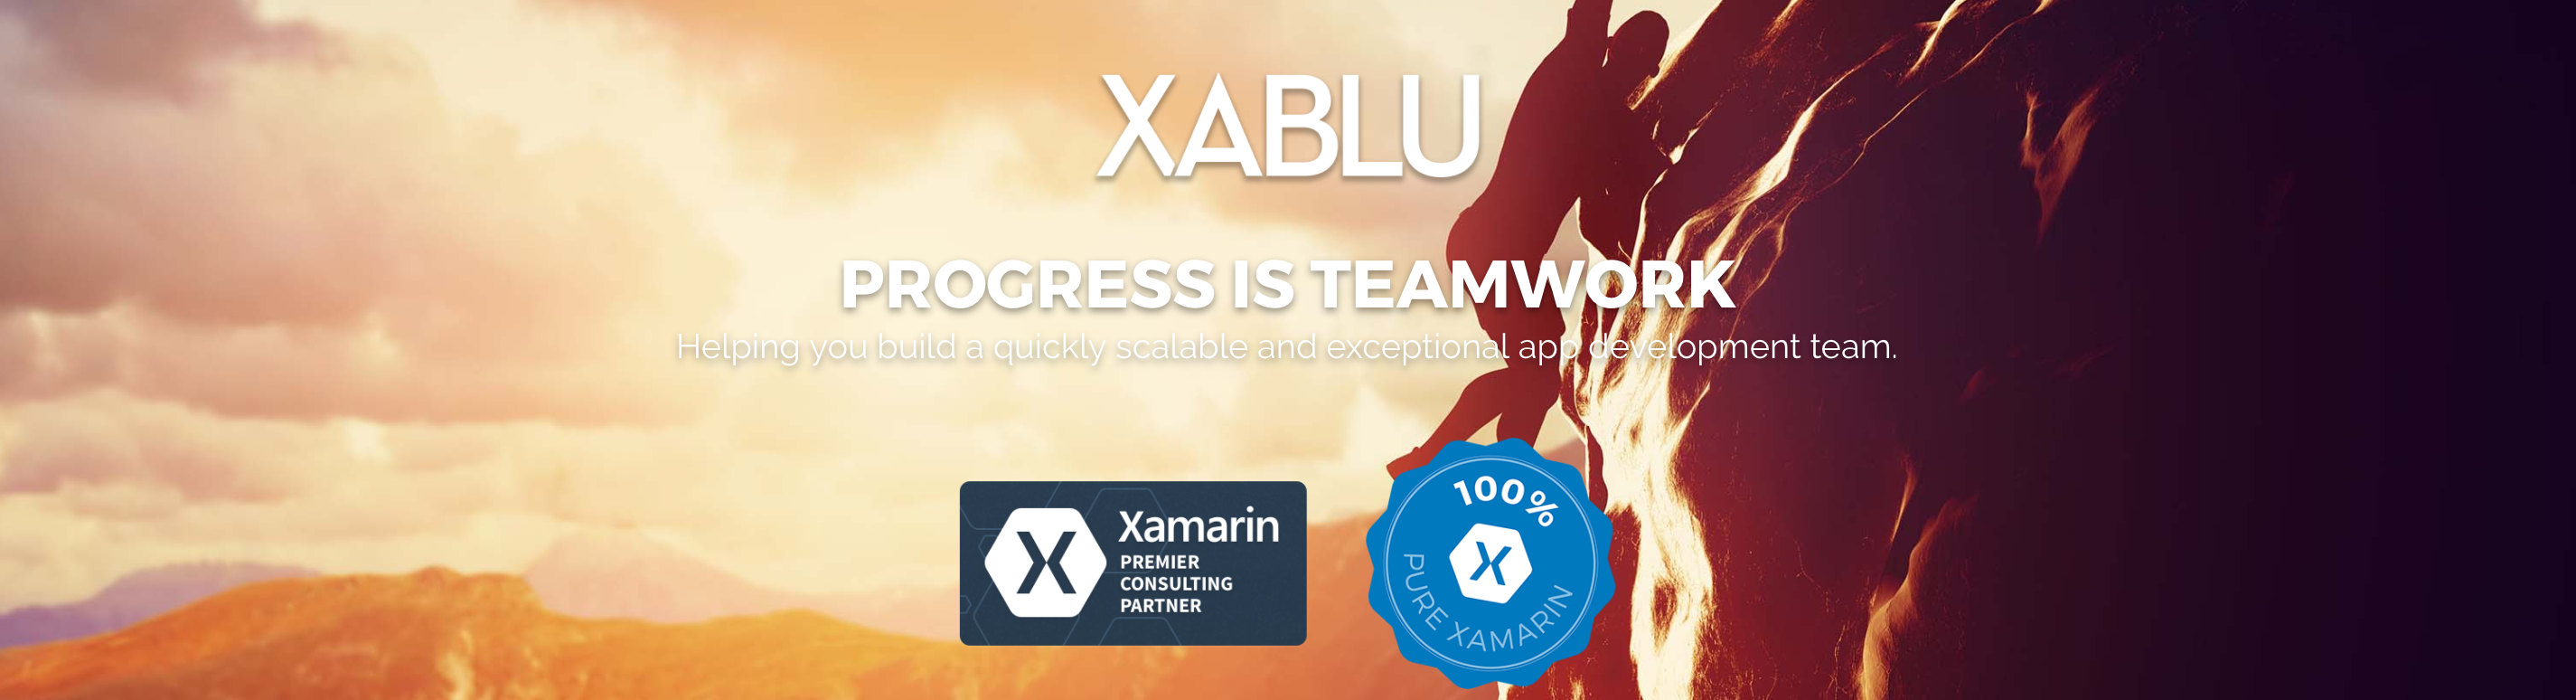 XABLU
PROGRESS IS TEAMWORK
Helping you build a quickly scalable and exceptional app development team.
X
Xamarin
PREMIER
CONSULTING
PARTNER
100%
X
PURE XAMARIN